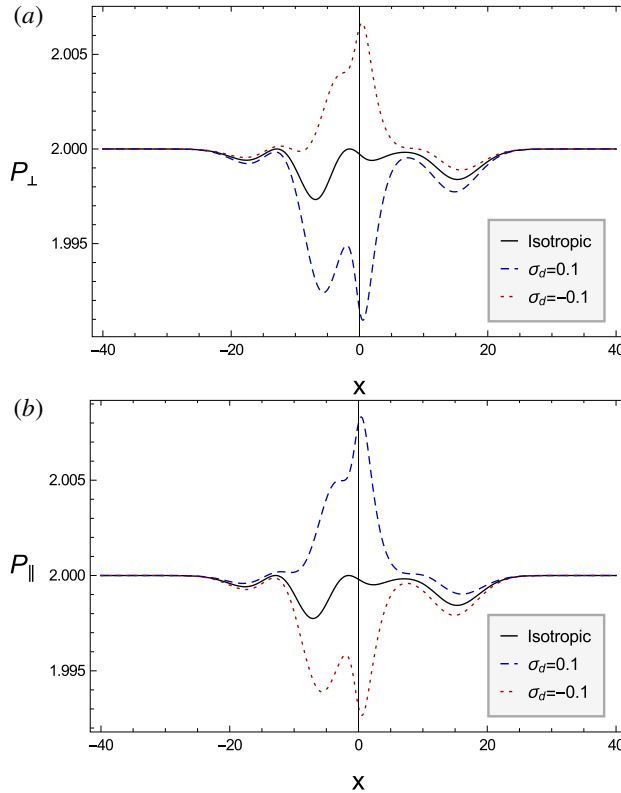 (a)
2.005
2.000
P⊥
1.995
Isotropic
σd=0.1
σd=−0.1
−40 −20 0 20 40
x
(b)
2.005
2.000
P∥
1.995
Isotropic
σd=0.1
σd=−0.1
−40 −20 0 20 40
x